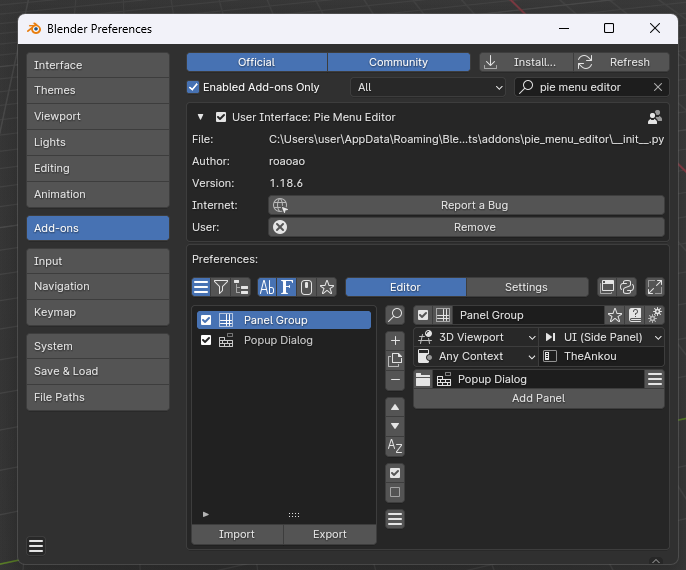 Blender Preferences
Interface
Themes
Viewport
Lights
Editing
Animation
Add-ons
Input
Navigation
Keymap
System
Save & Load
File Paths
Official
Community
Install...
Refresh
Enabled Add-ons Only
All
pie menu editor
User Interface: Pie Menu Editor
File: C:\Users\user\AppData\Roaming\Ble...ts\addons\pie_menu_editor\__init__.py
Author: roaoao
Version: 1.18.6
Internet: Report a Bug
User: Remove
Preferences:
Ab F Editor Settings
Panel Group
Popup Dialog
Import
Export
AZ
Panel Group
3D Viewport UI (Side Panel)
Any Context TheAnkou
Popup Dialog
Add Panel